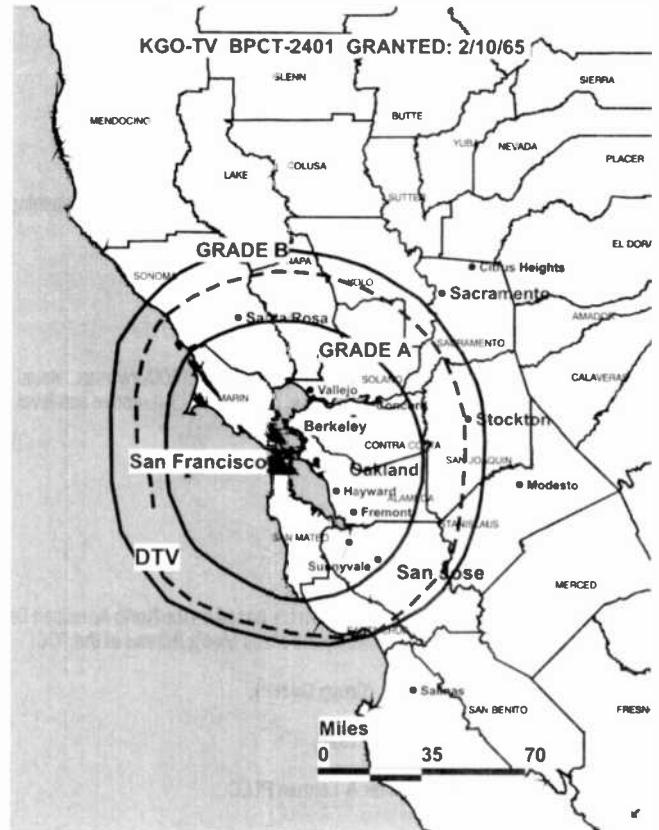 KGO-TV BPCT-2401 GRANTED: 2/10/65
GLENN
SIERRA
MENDOCINO
BUTTE
YUBA
NEVADA
PLACER
LAKE
COLUSA
SUTTER
EL DORA
GRADE B
NAPA
SONOMA
YOLO
Citrus Heights
Sacramento
AMADOR
Santa Rosa
SACRAMENTO
GRADE A
CALAVERAS
SOLANO
Vallejo
MARIN
Concord
Stockton
Berkeley
CONTRA COSTA
SAN JOAQUIN
San Francisco
Oakland
Modesto
Hayward
ALAMEDA
Fremont
STANISLAUS
SAN MATEO
DTV
Sunnyvale
San Jose
MERCED
SANTA CRUZ
Salinas
SAN BENITO
FRESN
Miles
0 35 70